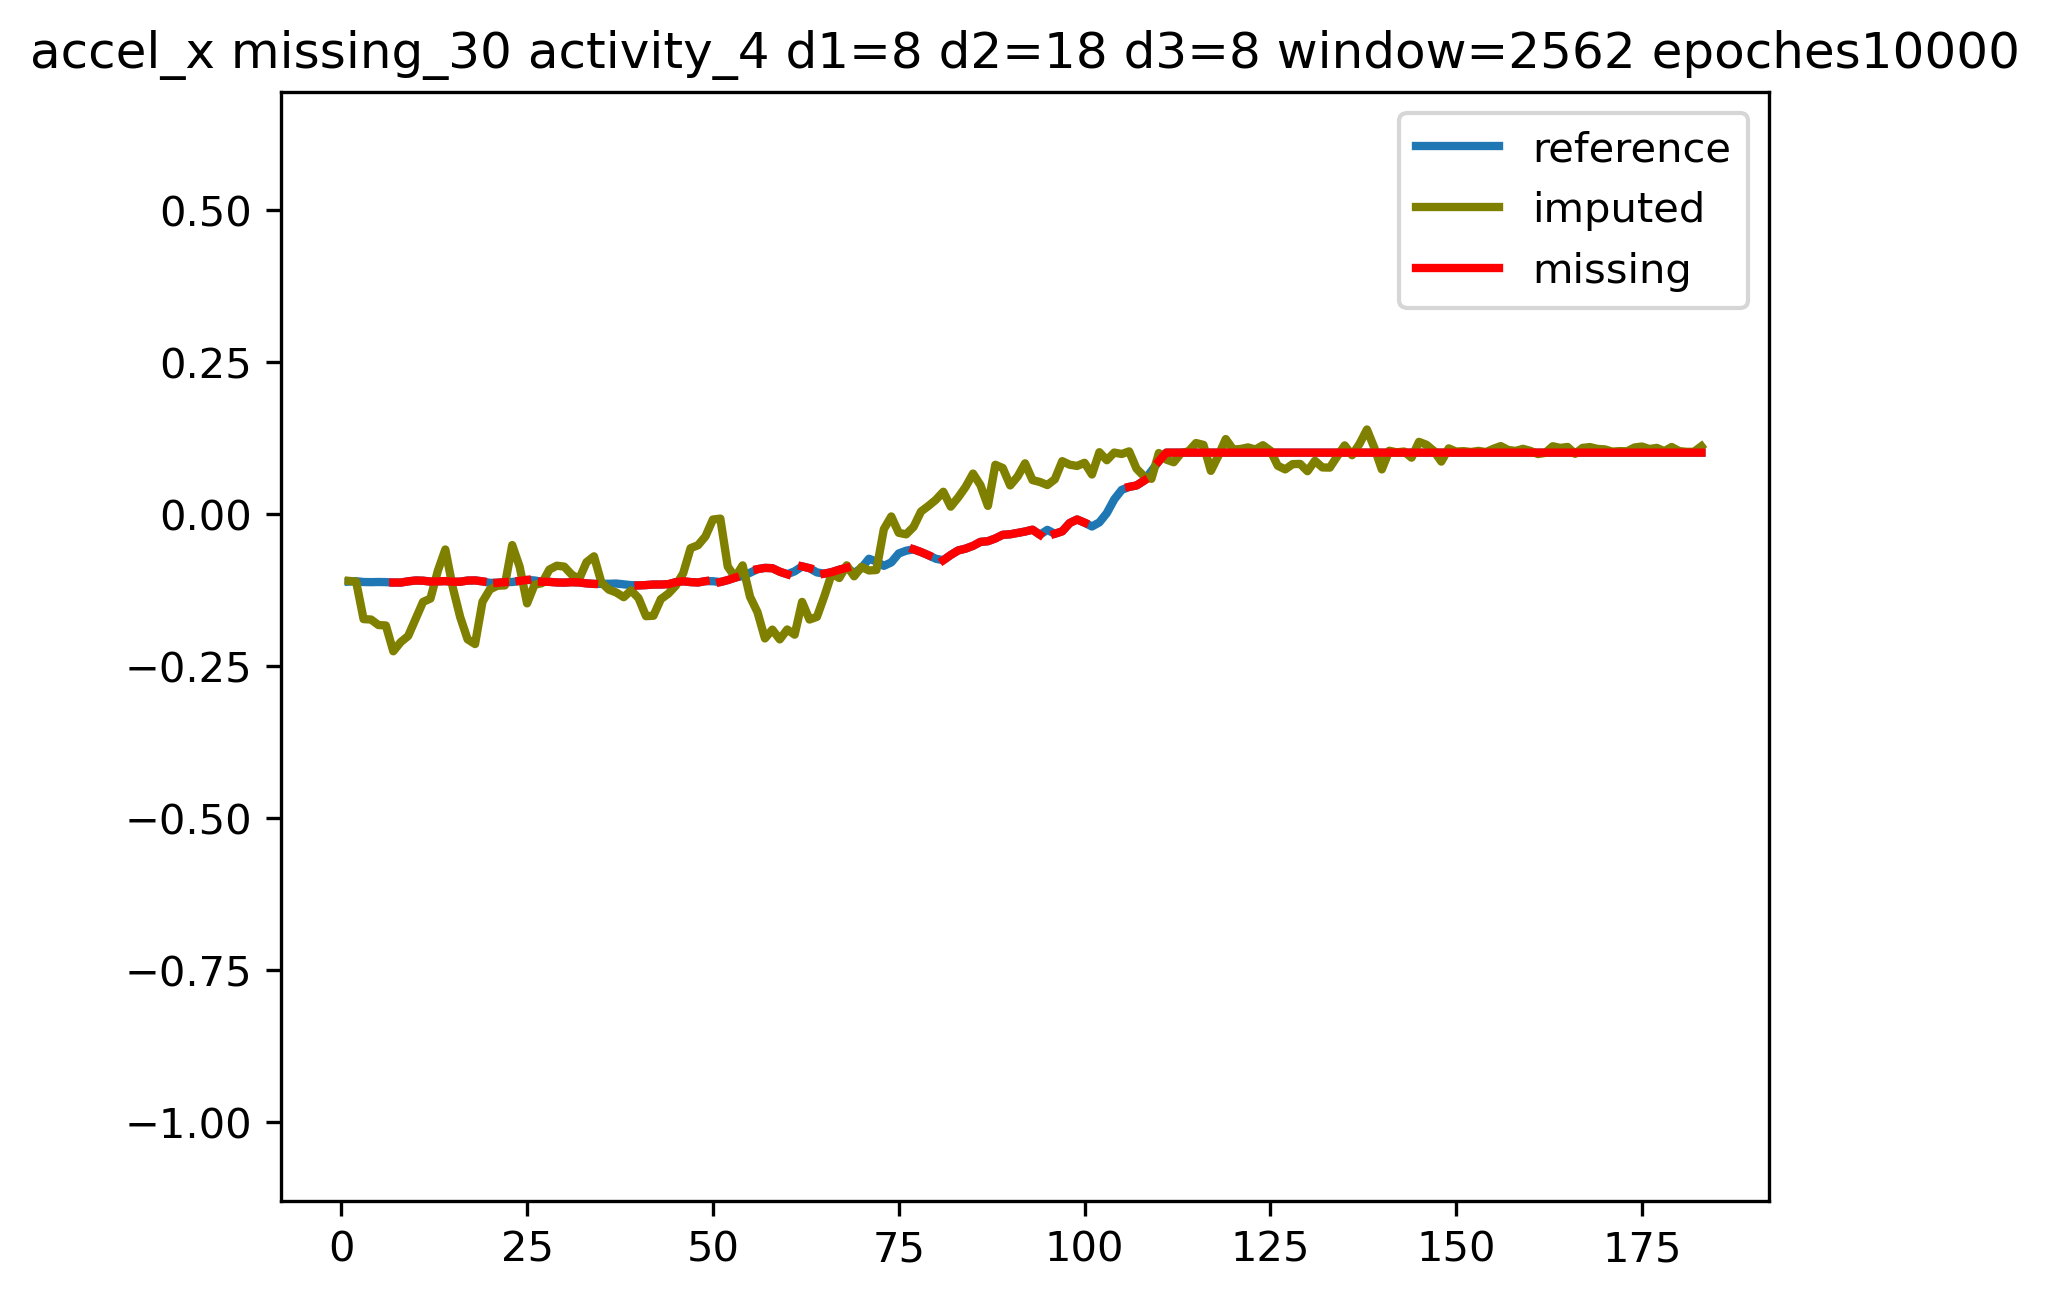 accel_x missing_30 activity_4 d1=8 d2=18 d3=8 window=2562 epoches10000
reference
imputed
missing
0.50
0.25
0.00
−0.25
−0.50
−0.75
−1.00
0 25 50 75 100 125 150 175